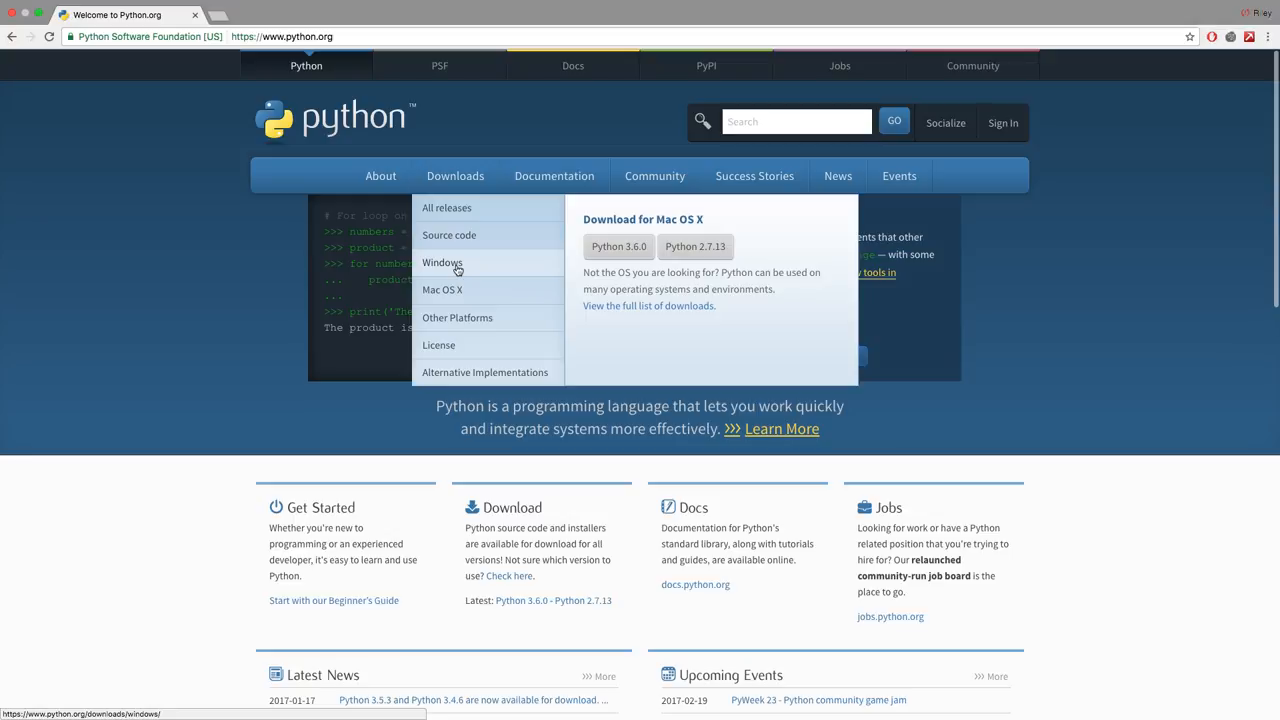 Welcome to Python.org
Riley
Python Software Foundation [US]
https://www.python.org
Python
PSF
Docs
PyPI
Jobs
Community
python™
Search
GO
Socialize
Sign In
About
Downloads
Documentation
Community
Success Stories
News
Events
# For loop on
>>> numbers =
>>> product =
>>> for number
... produc
...
>>> print('The
The product is
All releases
Source code
Windows
Mac OS X
Other Platforms
License
Alternative Implementations
Download for Mac OS X
Python 3.6.0
Python 2.7.13
Not the OS you are looking for? Python can be used on
many operating systems and environments.
View the full list of downloads.
ents that other
— with some
tools in
Python is a programming language that lets you work quickly
and integrate systems more effectively. >>> Learn More
Get Started
Whether you're new to
programming or an experienced
developer, it's easy to learn and use
Python.
Start with our Beginner's Guide
Download
Python source code and installers
are available for download for all
versions! Not sure which version to
use? Check here.
Latest: Python 3.6.0 - Python 2.7.13
Docs
Documentation for Python's
standard library, along with tutorials
and guides, are available online.
docs.python.org
Jobs
Looking for work or have a Python
related position that you're trying to
hire for? Our relaunched
community-run job board is the
place to go.
jobs.python.org
Latest News
>>> More
2017-01-17 Python 3.5.3 and Python 3.4.6 are now available for download. ...
Upcoming Events
>>> More
2017-02-19 PyWeek 23 - Python community game jam
https://www.python.org/downloads/windows/